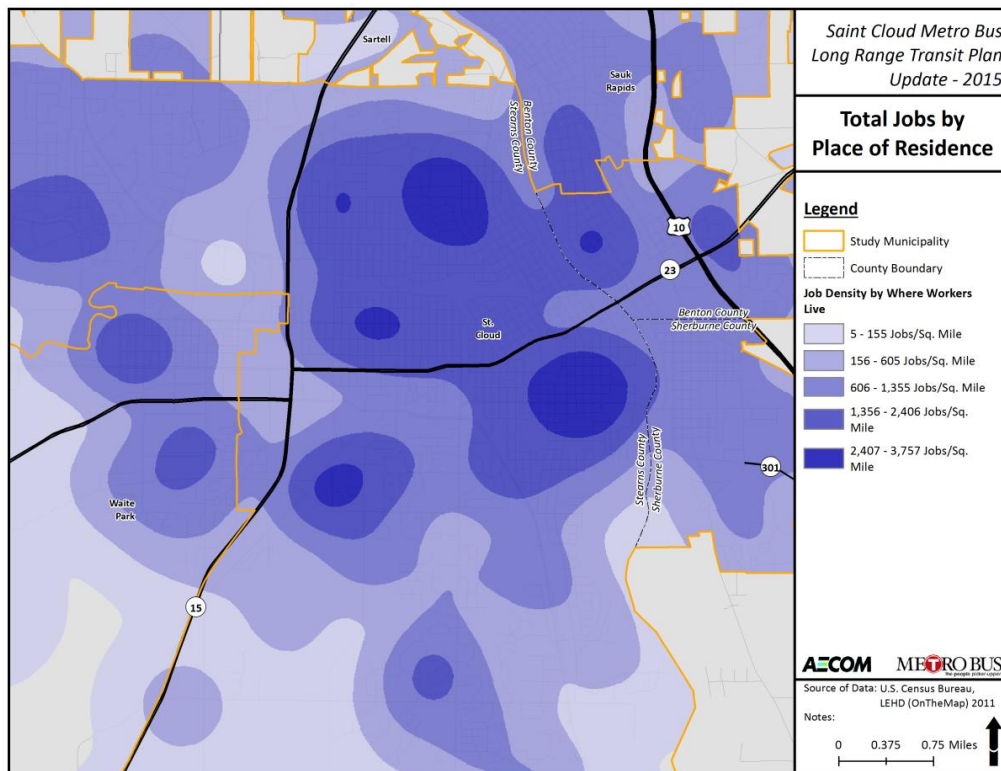 Saint Cloud Metro Bus
Long Range Transit Plan
Update - 2015
Total Jobs by
Place of Residence
Legend
Study Municipality
County Boundary
Job Density by Where Workers
Live
5 - 155 Jobs/Sq. Mile
156 - 605 Jobs/Sq. Mile
606 - 1,355 Jobs/Sq. Mile
1,356 - 2,406 Jobs/Sq.
Mile
2,407 - 3,757 Jobs/Sq.
Mile
AECOM
METRO BUS
the people picker upper
Source of Data: U.S. Census Bureau,
LEHD (OnTheMap) 2011
Notes:
0 0.375 0.75 Miles
Sartell
Sauk
Rapids
Benton County
Stearns County
10
23
St.
Cloud
Benton County
Sherburne County
Stearns County
Sherburne County
301
Waite
Park
15